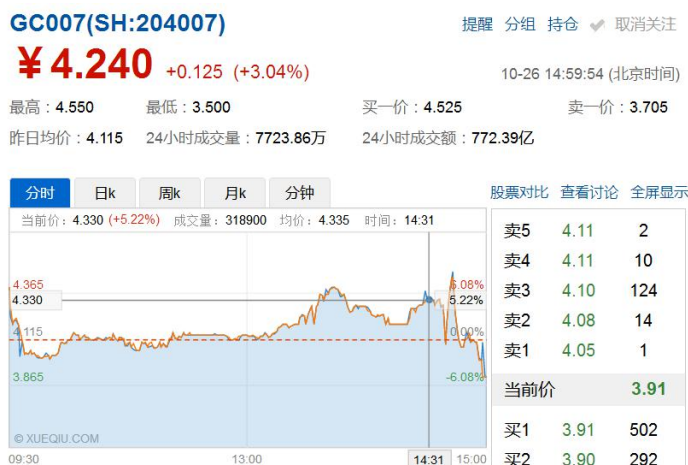 GC007(SH:204007)
提醒 分组 持仓 取消关注
¥4.240 +0.125 (+3.04%)
10-26 14:59:54 (北京时间)
最高：4.550 最低：3.500 买一价：4.525 卖一价：3.705
昨日均价：4.115 24小时成交量：7723.86万 24小时成交额：772.39亿
分时 日k 周k 月k 分钟
股票对比 查看讨论 全屏显示
当前价：4.330 (+5.22%) 成交量：318900 均价：4.335 时间：14:31
4.365 6.08%
4.330 5.22%
4.115 0.00%
3.865 -6.08%
© XUEQIU.COM
09:30 13:00 14:31 15:00
卖5 4.11 2
卖4 4.11 10
卖3 4.10 124
卖2 4.08 14
卖1 4.05 1
当前价 3.91
买1 3.91 502
买2 3.90 292